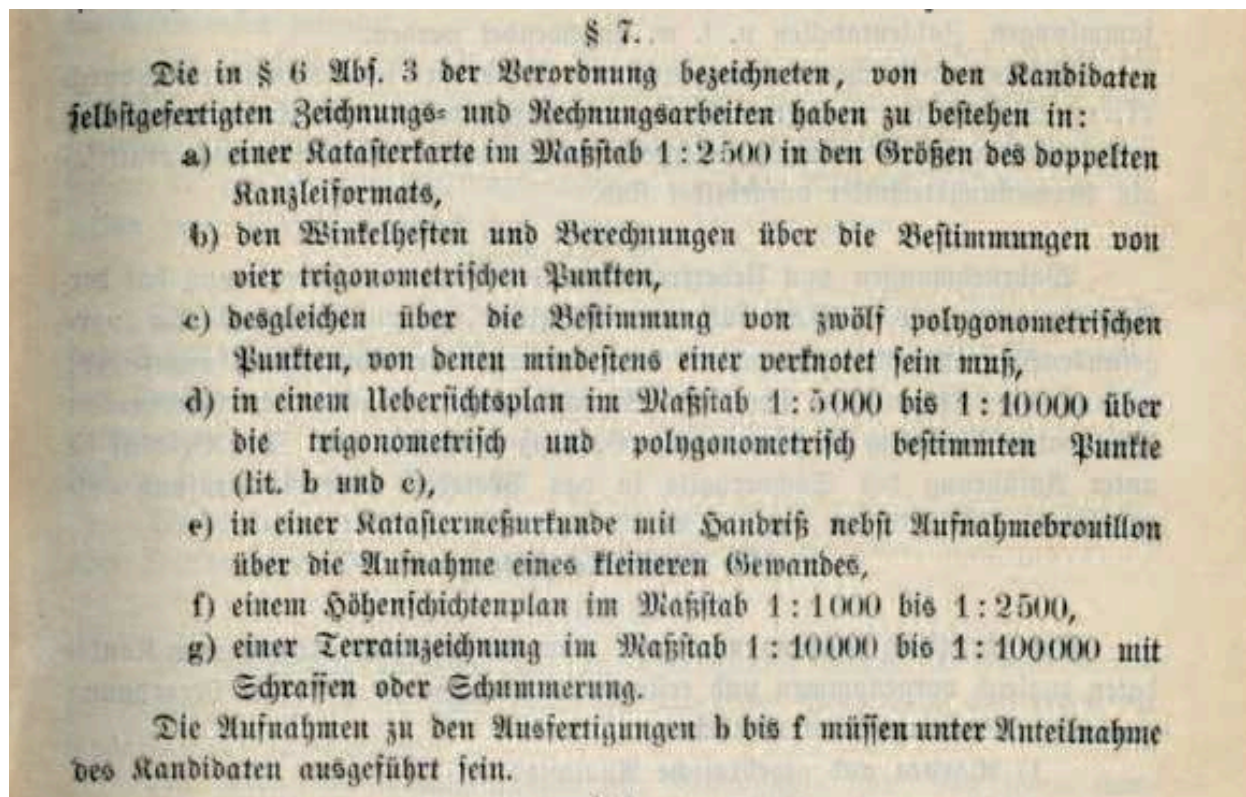 § 7.
Die in § 6 Abs. 3 der Verordnung bezeichneten, von den Kandidaten
selbstgefertigten Zeichnungs- und Rechnungsarbeiten haben zu bestehen in:
a) einer Katasterkarte im Maßstab 1:2500 in den Größen des doppelten
Kanzleiformats,
b) den Winkelheften und Berechnungen über die Bestimmungen von
vier trigonometrischen Punkten,
c) desgleichen über die Bestimmung von zwölf polygonometrischen
Punkten, von denen mindestens einer verknotet sein muß,
d) in einem Uebersichtsplan im Maßstab 1:5000 bis 1:10000 über
die trigonometrisch und polygonometrisch bestimmten Punkte
(lit. b und c),
e) in einer Katastermeßurkunde mit Handriß nebst Aufnahmebrouillon
über die Aufnahme eines kleineren Gewandes,
f) einem Höhenschichtenplan im Maßstab 1:1000 bis 1:2500,
g) einer Terrainzeichnung im Maßstab 1:10000 bis 1:100000 mit
Schraffen oder Schummerung.
Die Aufnahmen zu den Ausfertigungen b bis f müssen unter Anteilnahme
des Kandidaten ausgeführt sein.